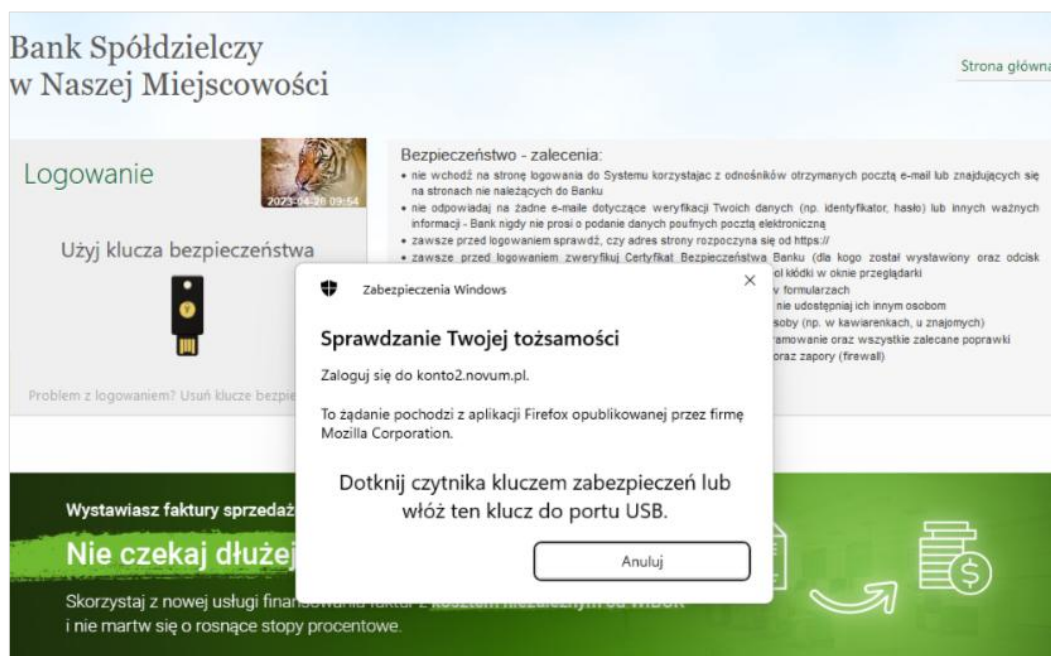 Bank Spółdzielczy
w Naszej Miejscowości
Strona główna
Logowanie
2023-04-28 09:54
Użyj klucza bezpieczeństwa
Problem z logowaniem? Usuń klucze
Bezpieczeństwo - zalecenia:
• nie wchodź na stronę logowania do Systemu korzystajac z odnośników otrzymanych pocztą e-mail lub znajdujących się
na stronach nie należących do Banku
• nie odpowiadaj na żadne e-maile dotyczące weryfikacji Twoich danych (np. identyfikator, hasło) lub innych ważnych
informacji - Bank nigdy nie prosi o podanie danych poufnych pocztą elektroniczną
• zawsze przed logowaniem sprawdź, czy adres strony rozpoczyna się od https://
• zawsze przed logowaniem zweryfikuj Certyfikat Bezpieczeństwa Banku (dla kogo został wystawiony oraz odcisk
kłódki w oknie przeglądarki
w formularzach
nie udostępniaj ich innym osobom
(np. w kawiarenkach, u znajomych)
oraz wszystkie zalecane poprawki
oraz zapory (firewall)
Zabezpieczenia Windows
Sprawdzanie Twojej tożsamości
Zaloguj się do konto2.novum.pl.
To żądanie pochodzi z aplikacji Firefox opublikowanej przez firmę
Mozilla Corporation.
Dotknij czytnika kluczem zabezpieczeń lub
włóż ten klucz do portu USB.
Anuluj
Wystawiasz faktury sprzedaż
Nie czekaj dłużej
Skorzystaj z nowej usługi finansowania faktur z kosztem niezależnym od WIBOR
i nie martw się o rosnące stopy procentowe.